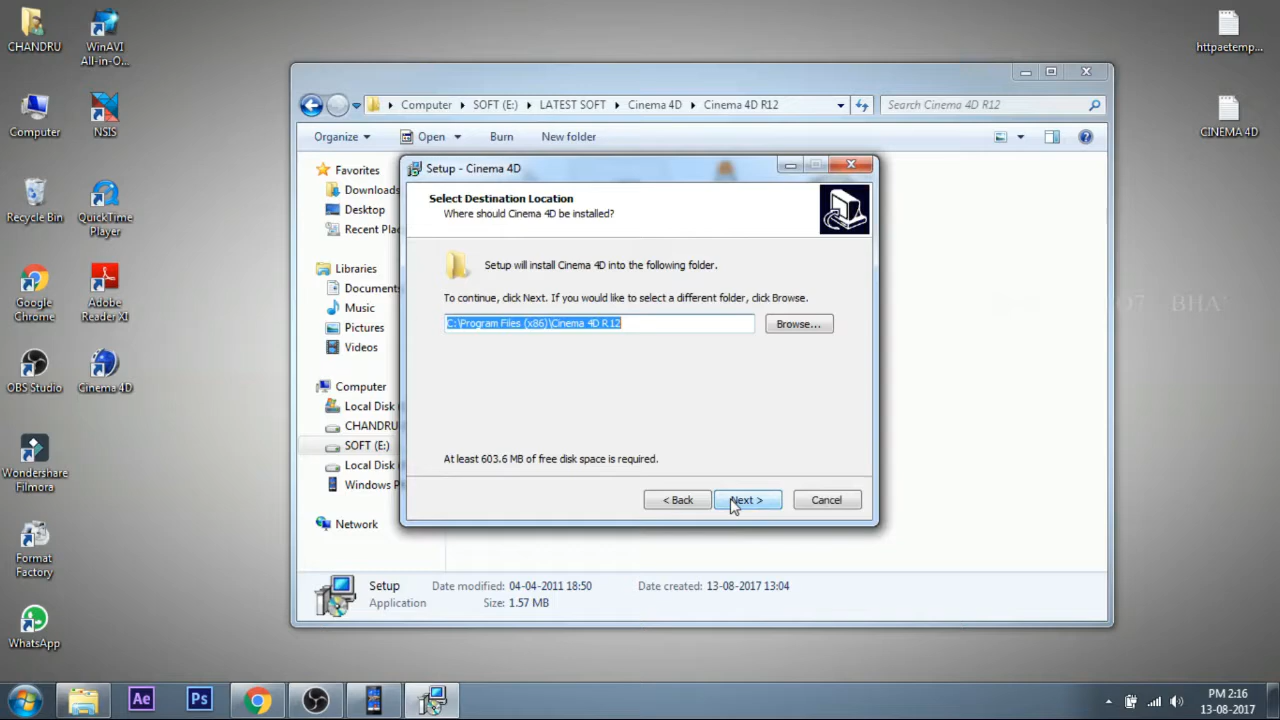 CHANDRU
WinAVI
All-in-O...
Computer
NSIS
Recycle Bin
QuickTime
Player
Google
Chrome
Adobe
Reader XI
OBS Studio
Cinema 4D
Wondershare
Filmora
Format
Factory
WhatsApp
httpaetemp...
CINEMA 4D
Computer
SOFT (E:)
LATEST SOFT
Cinema 4D
Cinema 4D R12
Search Cinema 4D R12
Organize
Open
Burn
New folder
Favorites
Downloads
Desktop
Recent Plac
Libraries
Documents
Music
Pictures
Videos
Computer
Local Disk (
CHANDRU
SOFT (E:)
Local Disk
Windows P
Network
Setup - Cinema 4D
Select Destination Location
Where should Cinema 4D be installed?
Setup will install Cinema 4D into the following folder.
To continue, click Next. If you would like to select a different folder, click Browse.
C:\Program Files (x86)\Cinema 4D R12
Browse...
At least 603.6 MB of free disk space is required.
< Back
Next >
Cancel
Setup
Date modified: 04-04-2011 18:50
Date created: 13-08-2017 13:04
Application
Size: 1.57 MB
Ae
Ps
PM 2:16
13-08-2017